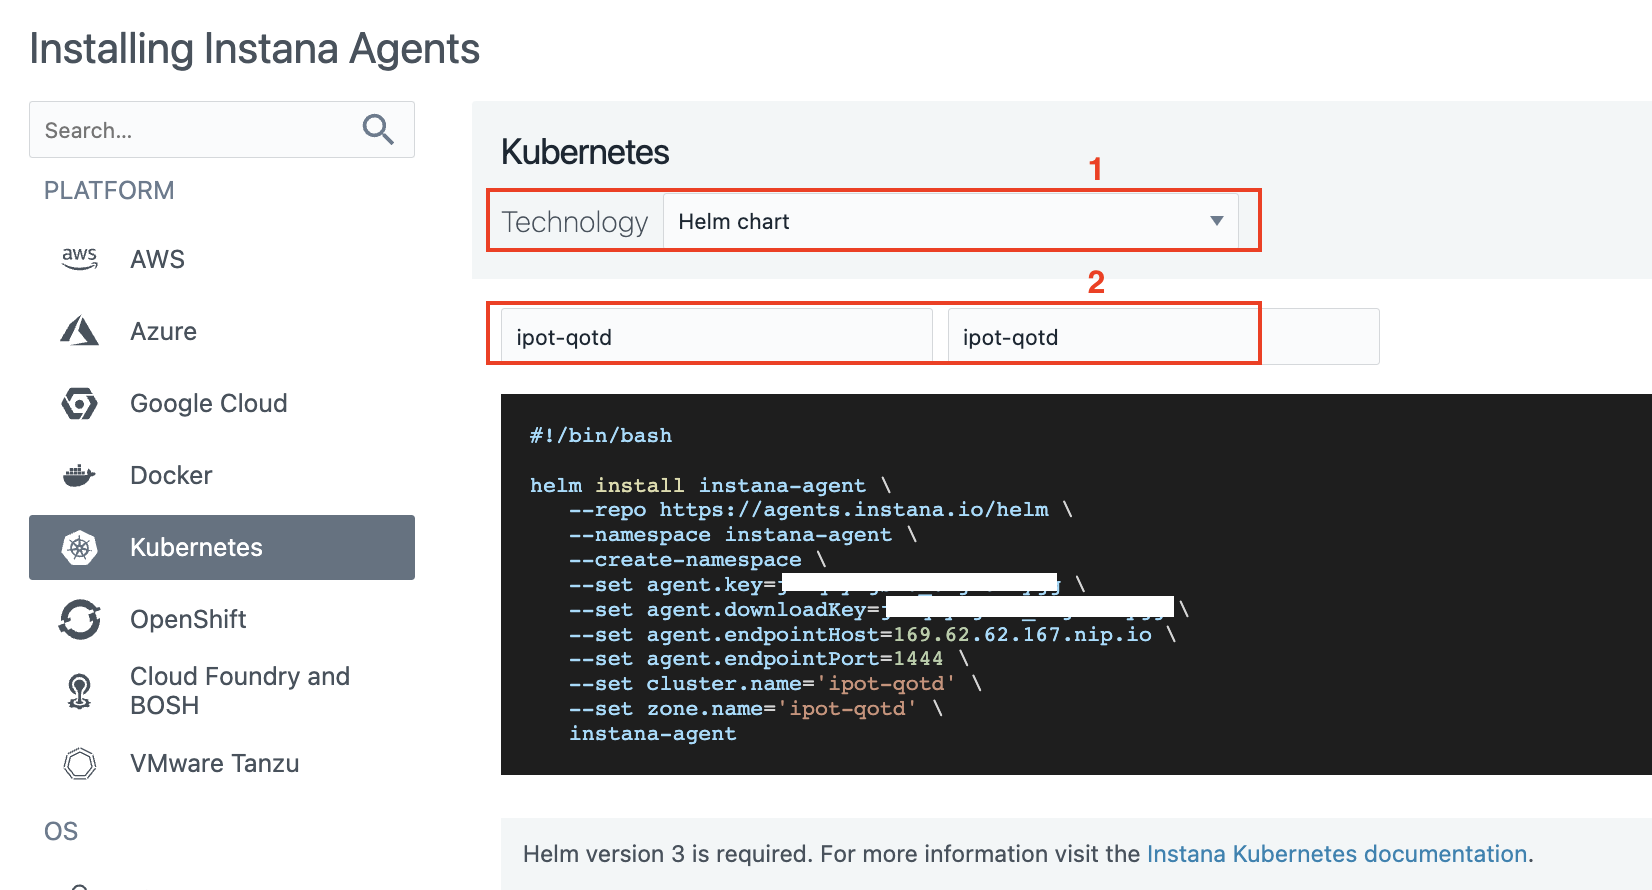 Installing Instana Agents
Search...
PLATFORM
aws AWS
Azure
Google Cloud
Docker
Kubernetes
OpenShift
Cloud Foundry and
BOSH
VMware Tanzu
OS
Kubernetes
1
Technology Helm chart
2
ipot-qotd ipot-qotd
#!/bin/bash
helm install instana-agent \
--repo https://agents.instana.io/helm \
--namespace instana-agent \
--create-namespace \
--set agent.key= \
--set agent.downloadKey= \
--set agent.endpointHost=169.62.62.167.nip.io \
--set agent.endpointPort=1444 \
--set cluster.name='ipot-qotd' \
--set zone.name='ipot-qotd' \
instana-agent
Helm version 3 is required. For more information visit the Instana Kubernetes documentation.